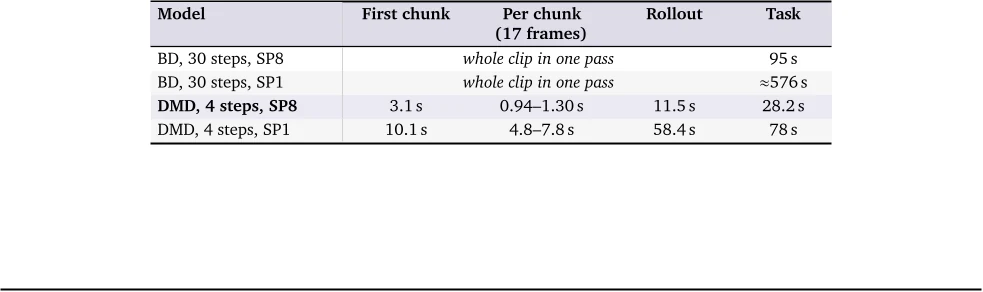 Model First chunk Per chunk Rollout Task
(17 frames)
BD, 30 steps, SP8 whole clip in one pass 95 s
BD, 30 steps, SP1 whole clip in one pass ≈576 s
DMD, 4 steps, SP8 3.1 s 0.94–1.30 s 11.5 s 28.2 s
DMD, 4 steps, SP1 10.1 s 4.8–7.8 s 58.4 s 78 s